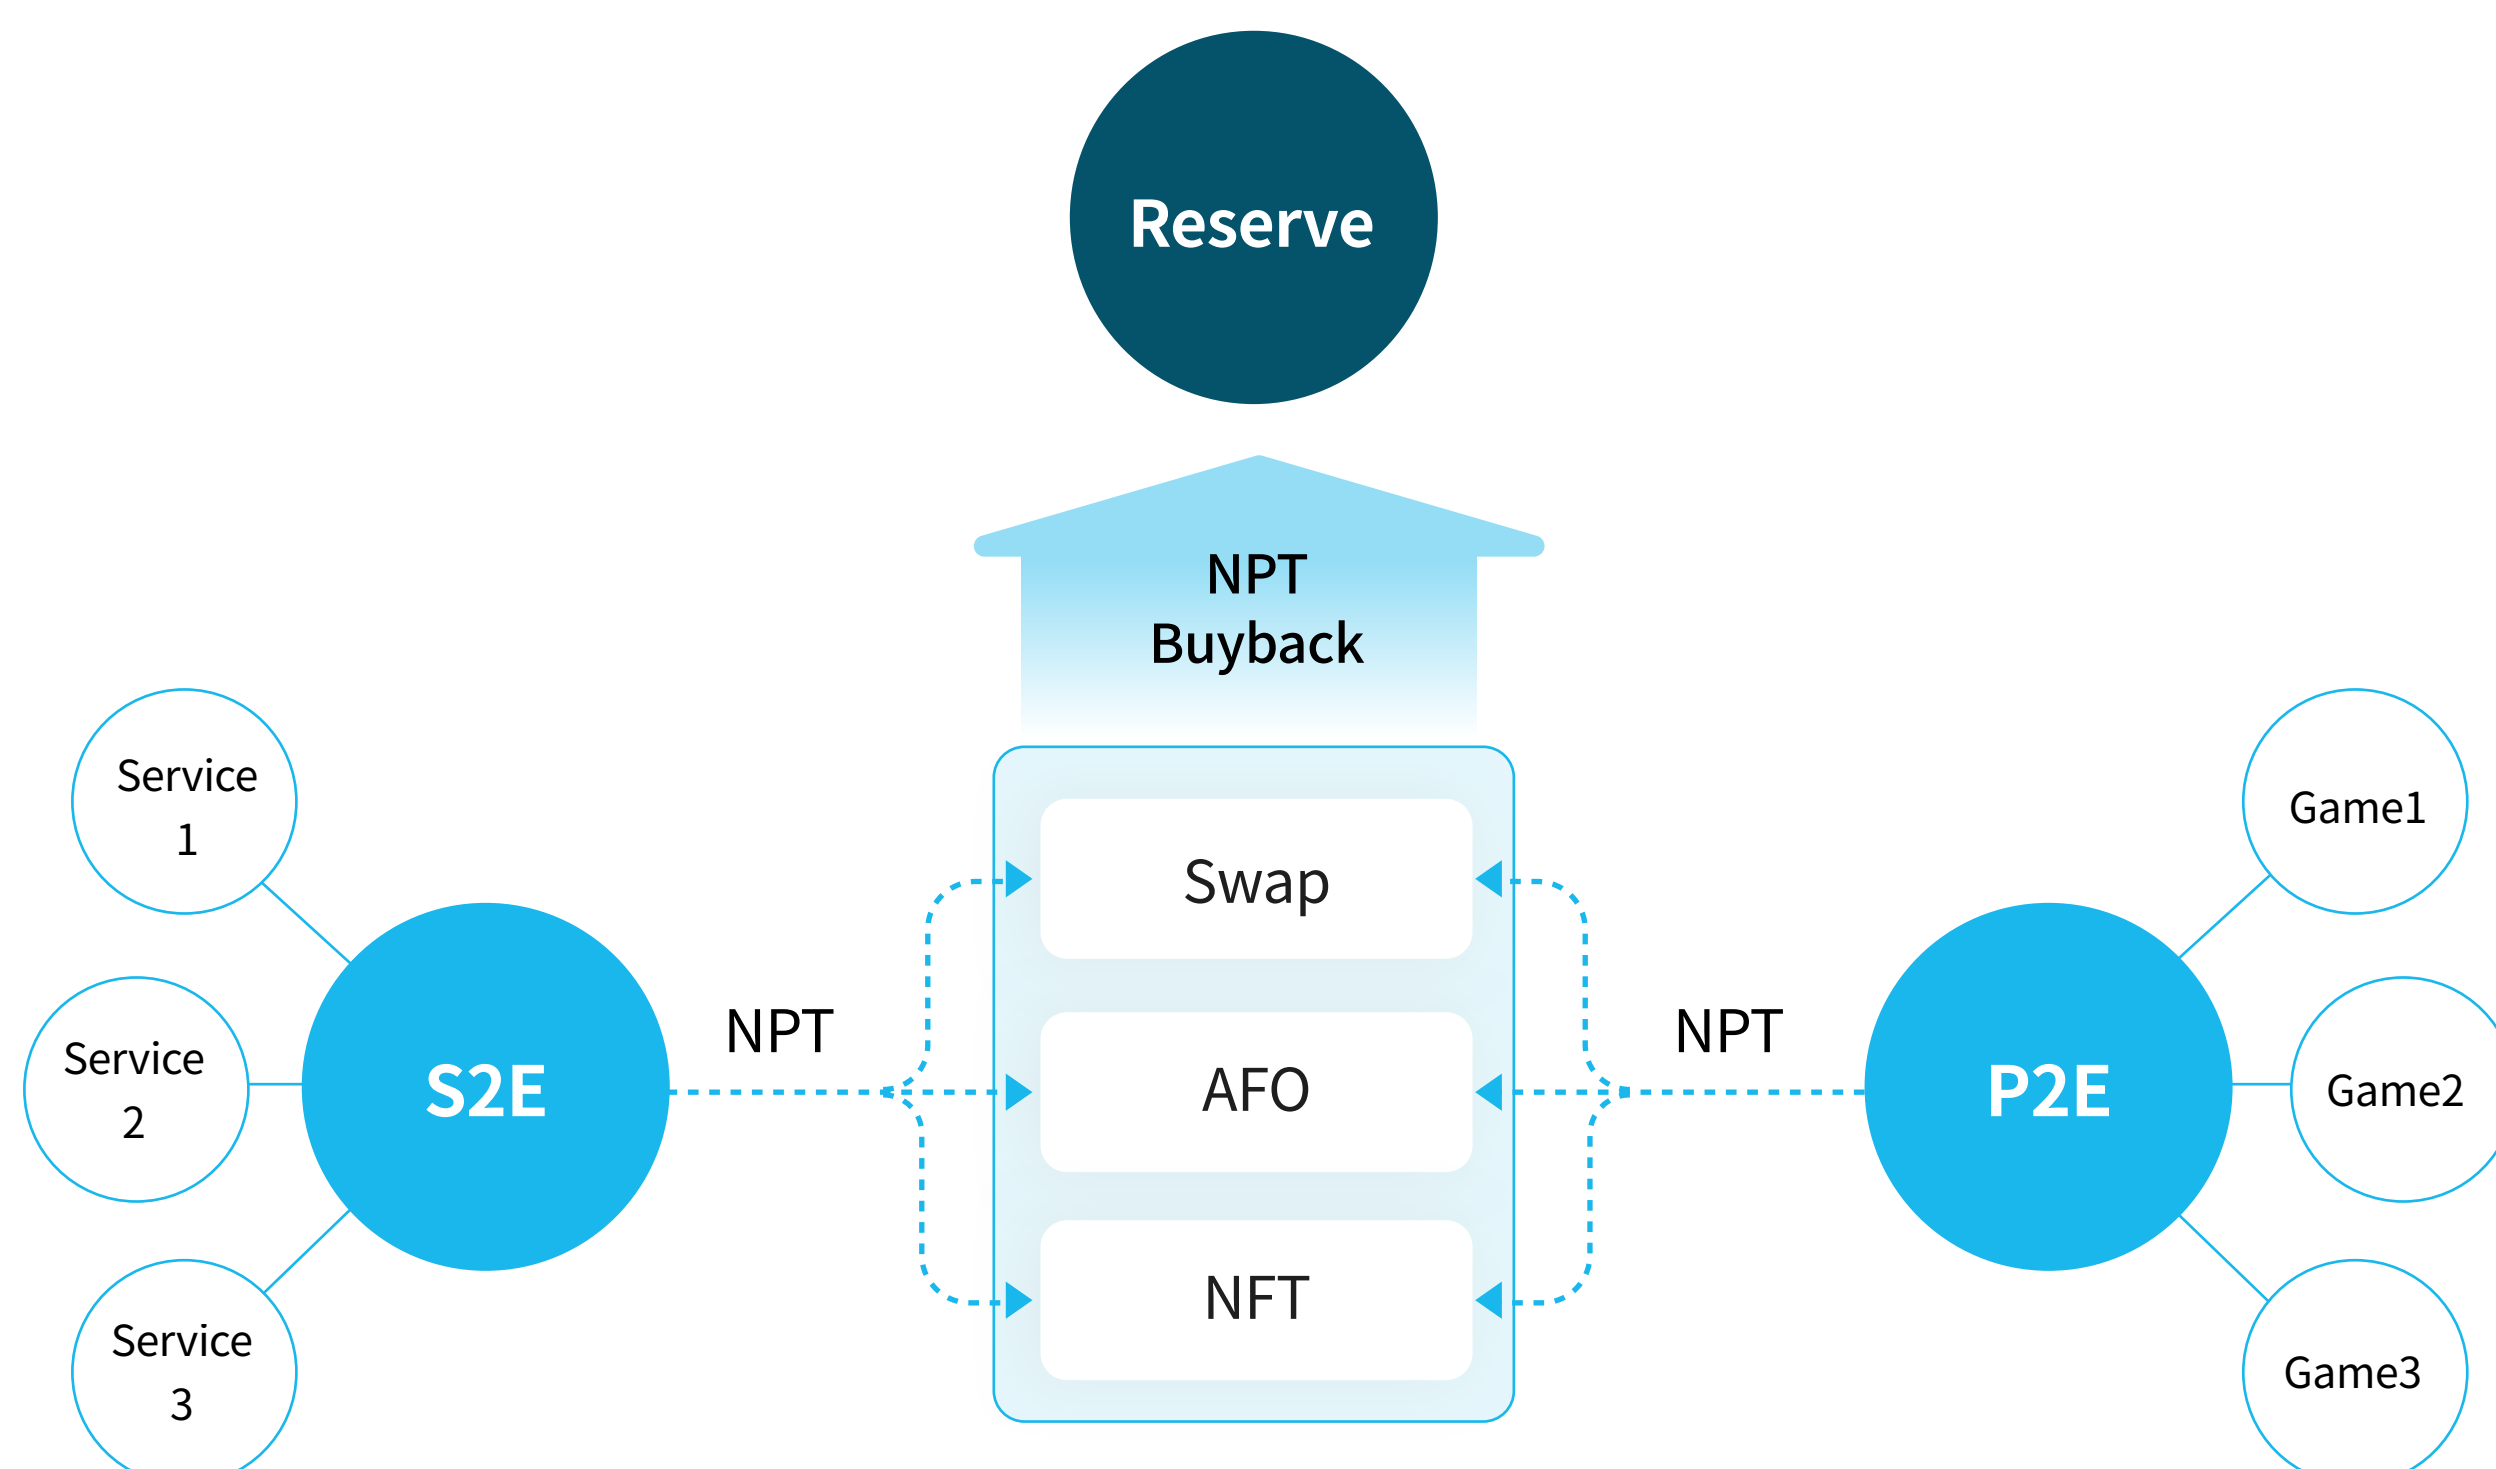 Reserve
NPT
Buyback
Service
1
Service
2
Service
3
S2E
NPT
Swap
AFO
NFT
NPT
P2E
Game1
Game2
Game3